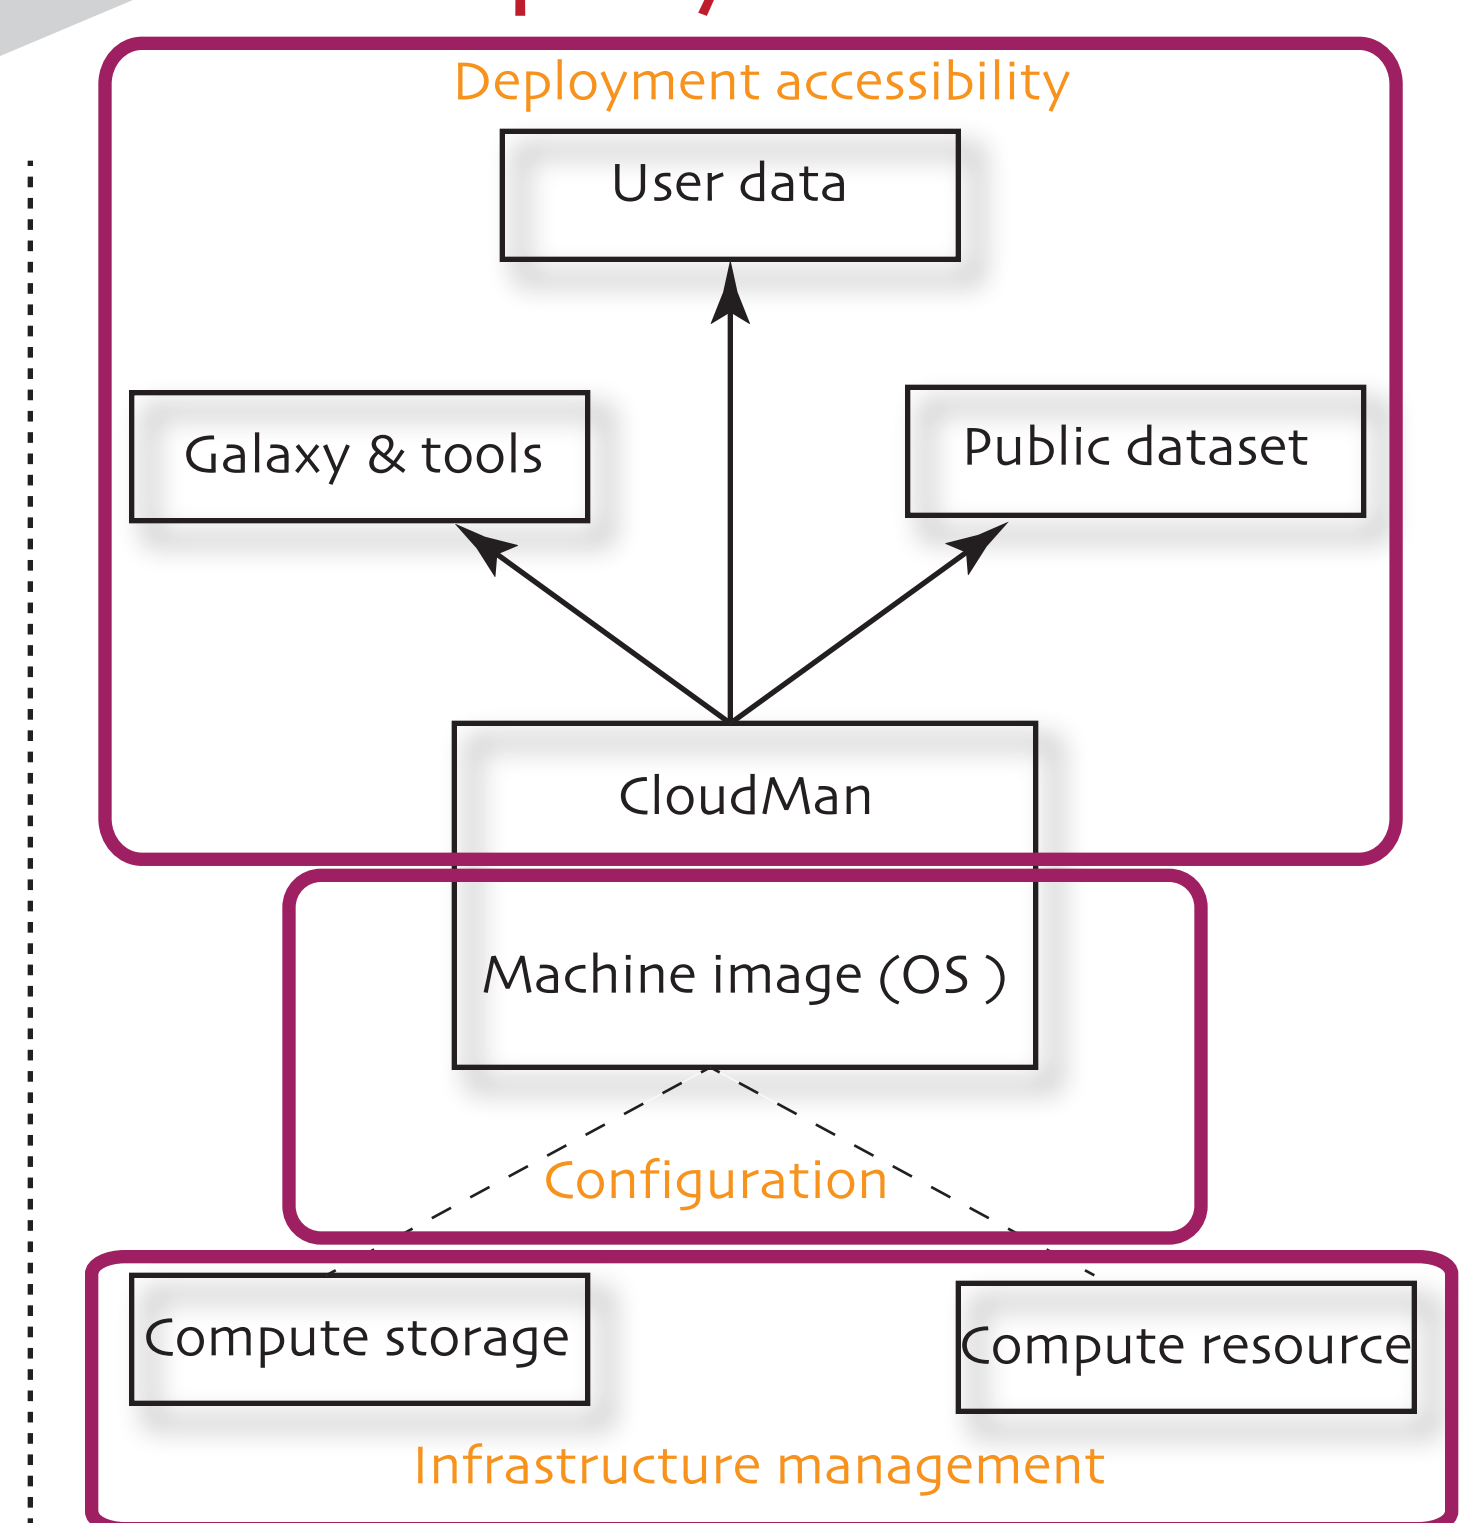 Deployment accessibility
User data
Galaxy & tools
Public dataset
CloudMan
Machine image (OS )
Configuration
Compute storage
Compute resource
Infrastructure management